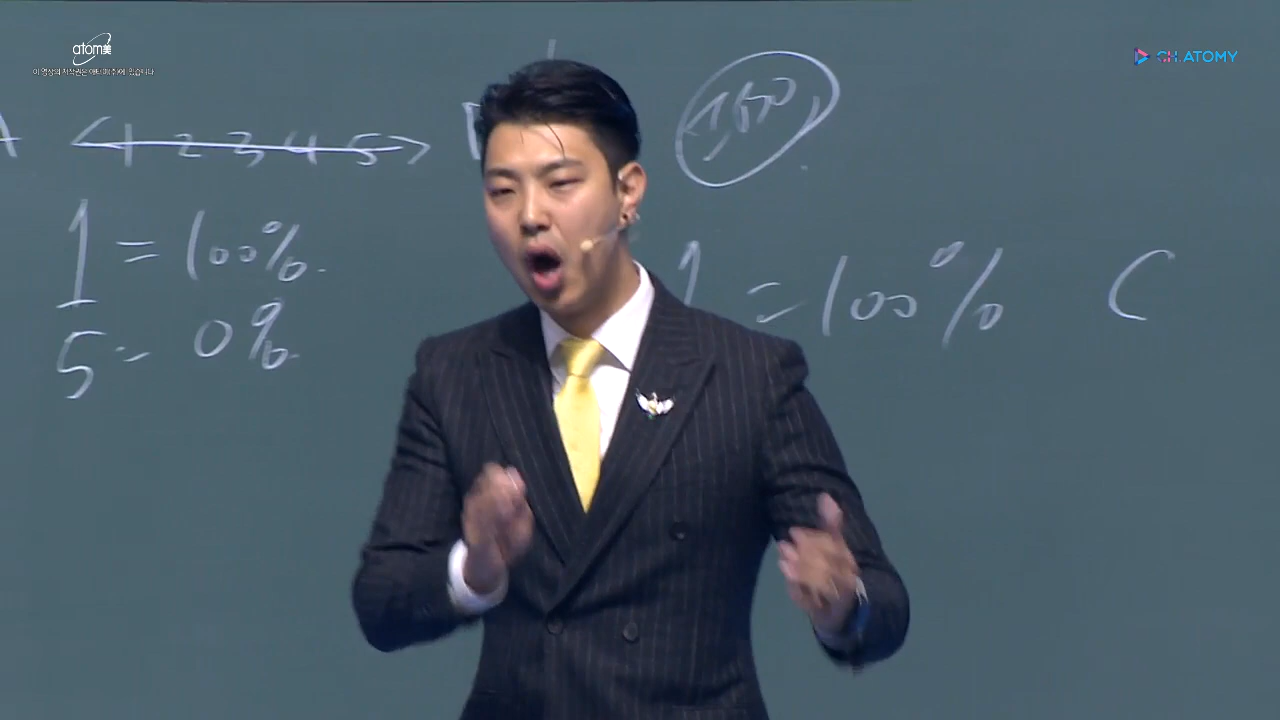 atom美
이 영상의 저작권은 애터미(주)에 있습니다
CH.ATOMY
A 1 2 3 4 5
1 = 100%
5 = 0%
1 = 100% C